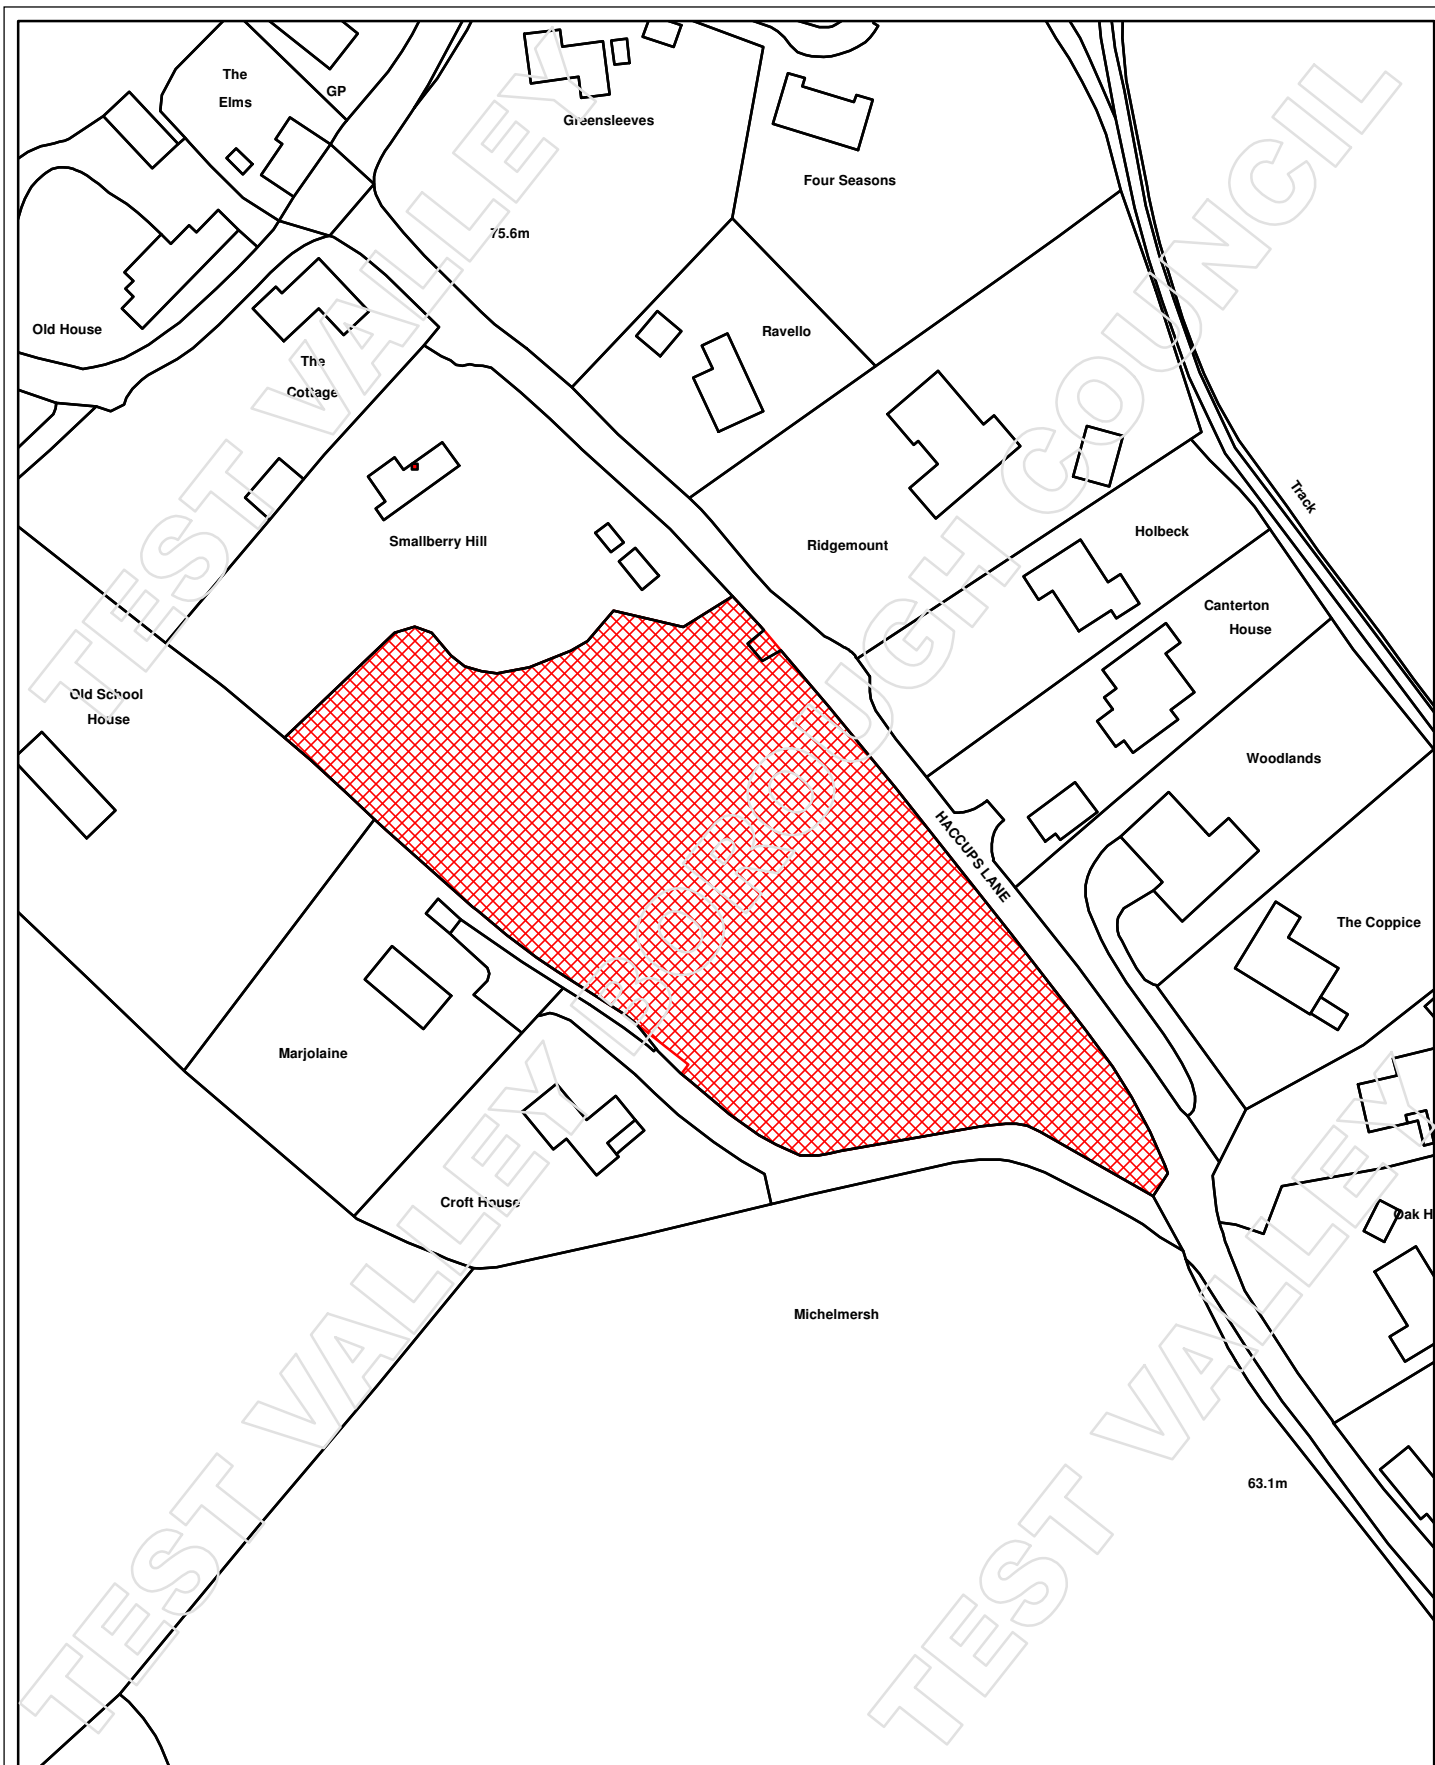 The
Elms
GP
Greensleeves
Four Seasons
75.6m
Old House
Ravello
The
Cottage
Track
Smallberry Hill
Ridgemount
Holbeck
Canterton
House
Old School
House
Woodlands
HACCUPS LANE
The Coppice
Marjolaine
Croft House
Oak H
Michelmersh
63.1m
TEST VALLEY
TEST VALLEY BOROUGH COUNCIL
TEST VALLEY